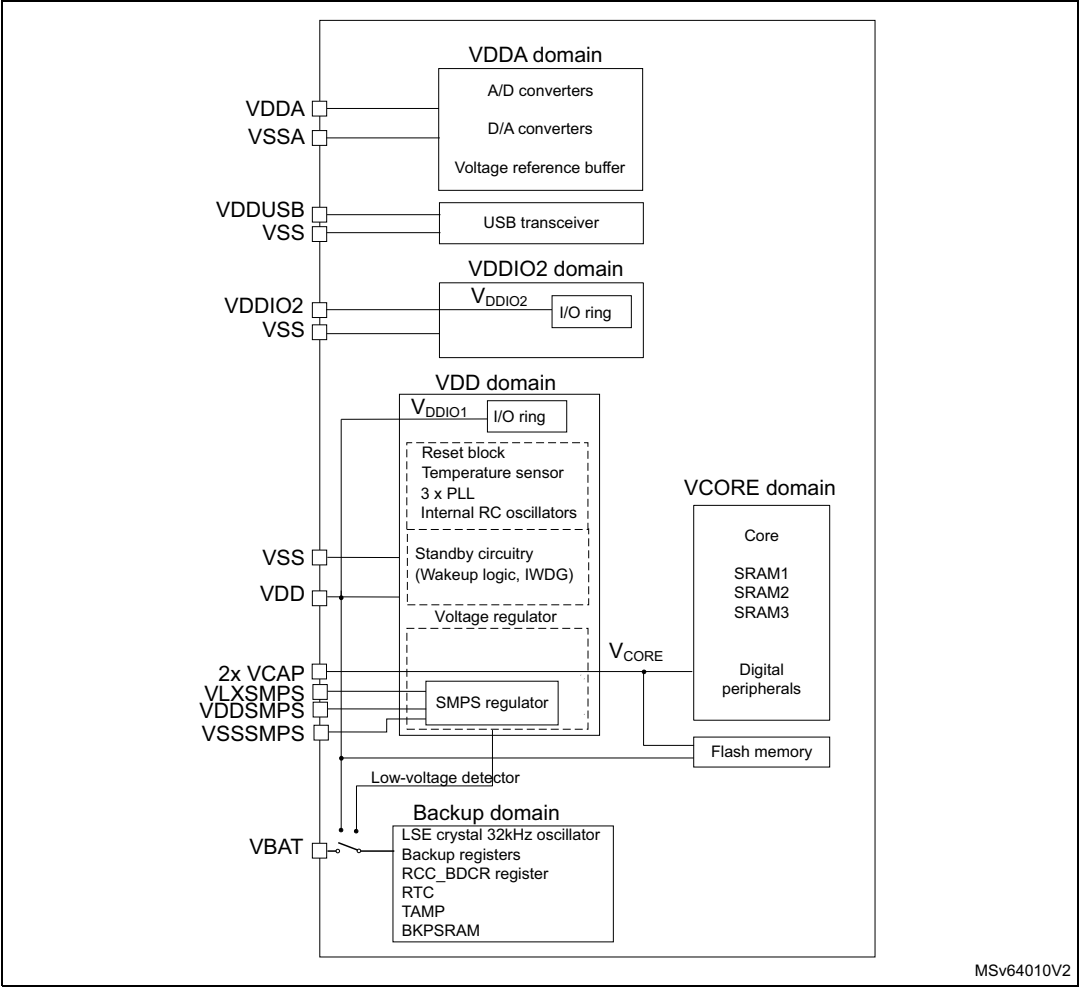 VDDA domain
A/D converters
VDDA
D/A converters
VSSA
Voltage reference buffer
VDDUSB
USB transceiver
VSS
VDDIO2 domain
VDDIO2
VDDIO2
I/O ring
VSS
VDD domain
VDDIO1
I/O ring
Reset block
Temperature sensor
3 x PLL
Internal RC oscillators
VSS
Standby circuitry
(Wakeup logic, IWDG)
VDD
Voltage regulator
VCORE domain
Core
SRAM1
SRAM2
SRAM3
Digital
peripherals
VCORE
2x VCAP
VLXSMPS
VDDSMPS
VSSSMPS
SMPS regulator
Flash memory
Low-voltage detector
Backup domain
VBAT
LSE crystal 32kHz oscillator
Backup registers
RCC_BDCR register
RTC
TAMP
BKPSRAM
MSv64010V2